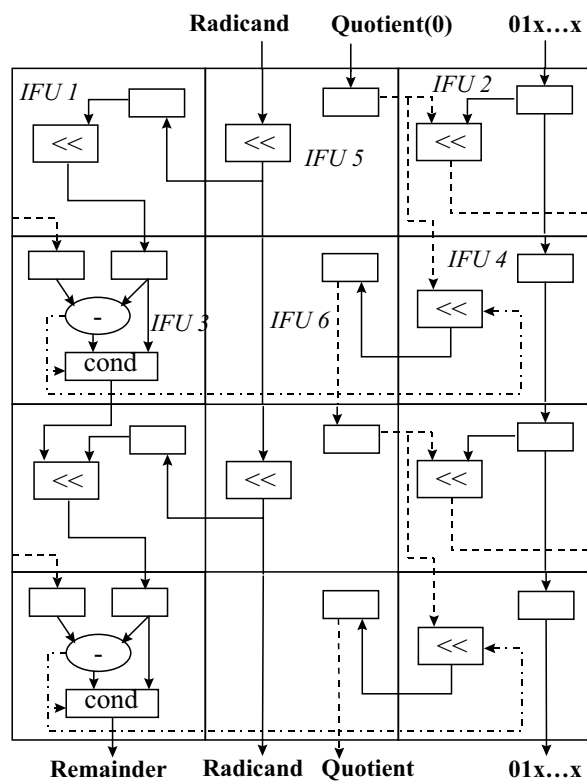 Radicand Quotient(0) 01x...x
IFU 1 IFU 2
<< << IFU 5 <<
IFU 4
- IFU 3 IFU 6 <<
cond
<< << <<
- <<
cond
Remainder Radicand Quotient 01x...x